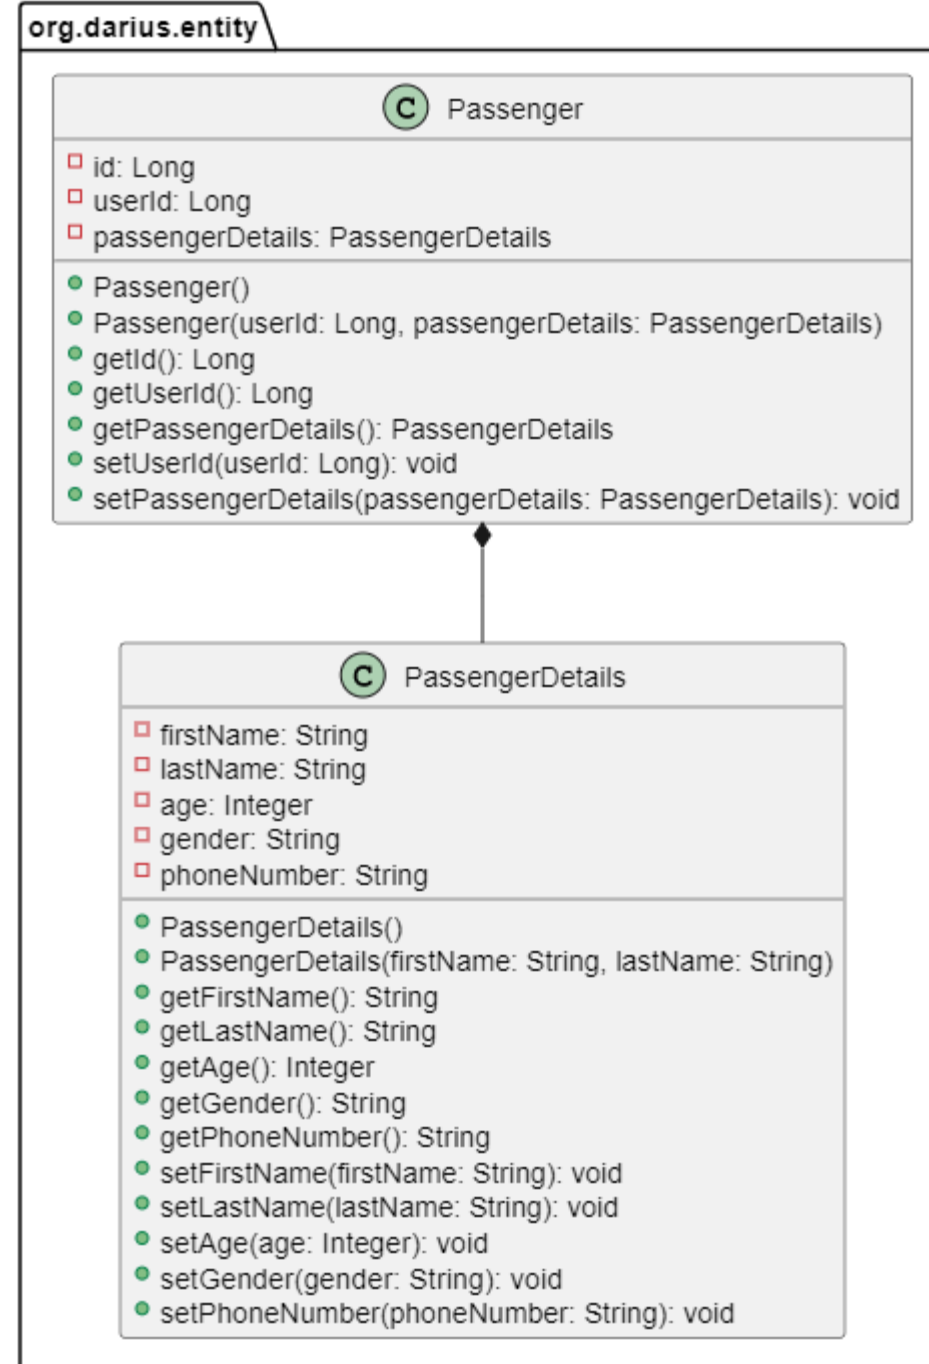 org.darius.entity
C Passenger
id: Long
userId: Long
passengerDetails: PassengerDetails
Passenger()
Passenger(userId: Long, passengerDetails: PassengerDetails)
getId(): Long
getUserId(): Long
getPassengerDetails(): PassengerDetails
setUserId(userId: Long): void
setPassengerDetails(passengerDetails: PassengerDetails): void
C PassengerDetails
firstName: String
lastName: String
age: Integer
gender: String
phoneNumber: String
PassengerDetails()
PassengerDetails(firstName: String, lastName: String)
getFirstName(): String
getLastName(): String
getAge(): Integer
getGender(): String
getPhoneNumber(): String
setFirstName(firstName: String): void
setLastName(lastName: String): void
setAge(age: Integer): void
setGender(gender: String): void
setPhoneNumber(phoneNumber: String): void